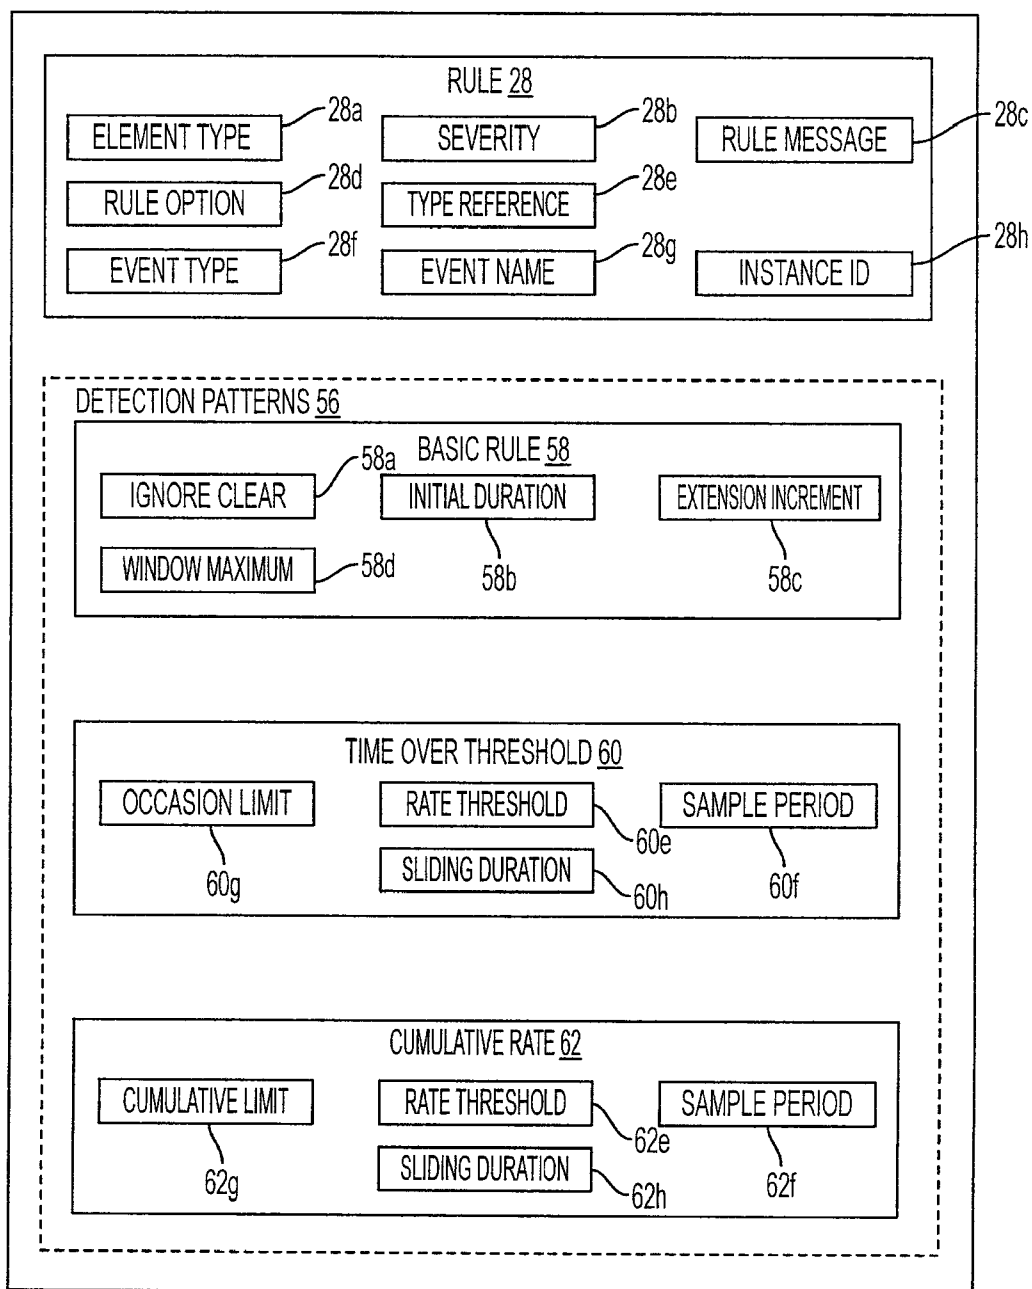 RULE 28
ELEMENT TYPE 28a SEVERITY 28b RULE MESSAGE 28c
RULE OPTION 28d TYPE REFERENCE 28e
EVENT TYPE 28f EVENT NAME 28g INSTANCE ID 28h
DETECTION PATTERNS 56
BASIC RULE 58
IGNORE CLEAR 58a INITIAL DURATION EXTENSION INCREMENT
WINDOW MAXIMUM 58d 58b 58c
TIME OVER THRESHOLD 60
OCCASION LIMIT RATE THRESHOLD SAMPLE PERIOD
60e
SLIDING DURATION
60g 60h 60f
CUMULATIVE RATE 62
CUMULATIVE LIMIT RATE THRESHOLD SAMPLE PERIOD
62e
SLIDING DURATION
62g 62h 62f